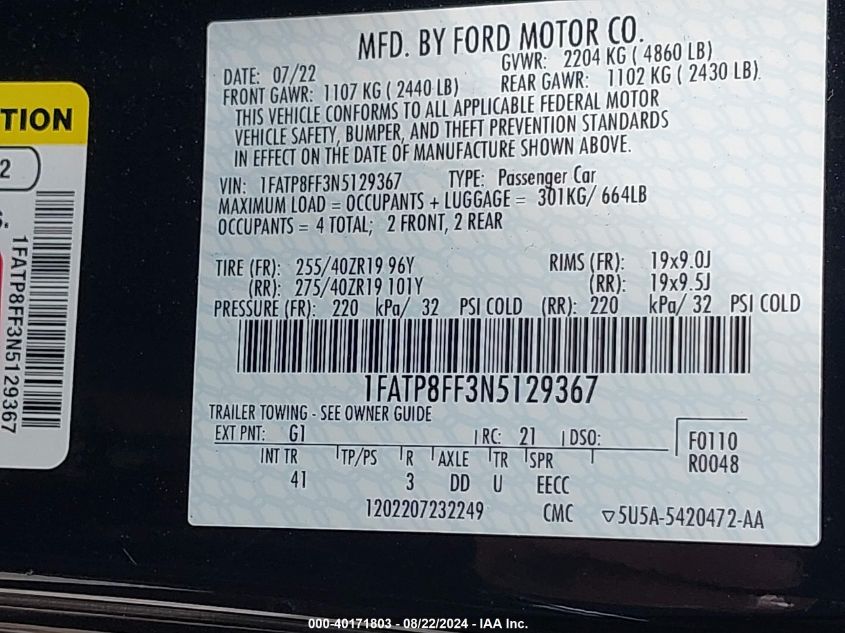 MFD. BY FORD MOTOR CO.
DATE: 07/22 GVWR: 2204 KG ( 4860 LB)
FRONT GAWR: 1107 KG ( 2440 LB) REAR GAWR: 1102 KG ( 2430 LB).
THIS VEHICLE CONFORMS TO ALL APPLICABLE FEDERAL MOTOR
VEHICLE SAFETY, BUMPER, AND THEFT PREVENTION STANDARDS
IN EFFECT ON THE DATE OF MANUFACTURE SHOWN ABOVE.
VIN: 1FATP8FF3N5129367 TYPE: Passenger Car
MAXIMUM LOAD = OCCUPANTS + LUGGAGE = 301KG/ 664LB
OCCUPANTS = 4 TOTAL; 2 FRONT, 2 REAR
TIRE (FR): 255/40ZR19 96Y RIMS (FR): 19x9.0J
(RR): 275/40ZR19 101Y (RR): 19x9.5J
PRESSURE (FR): 220 kPa/ 32 PSI COLD (RR): 220 kPa/ 32 PSI COLD
1FATP8FF3N5129367
TRAILER TOWING - SEE OWNER GUIDE
EXT PNT: G1 RC: 21 DSO:
F0110
R0048
INT TR TP/PS R AXLE TR SPR
41 3 DD U EECC
1202207232249 CMC ▽5U5A-5420472-AA
TION
2
S.
1FATP8FF3N5129367
000-40171803 - 08/22/2024 - IAA Inc.